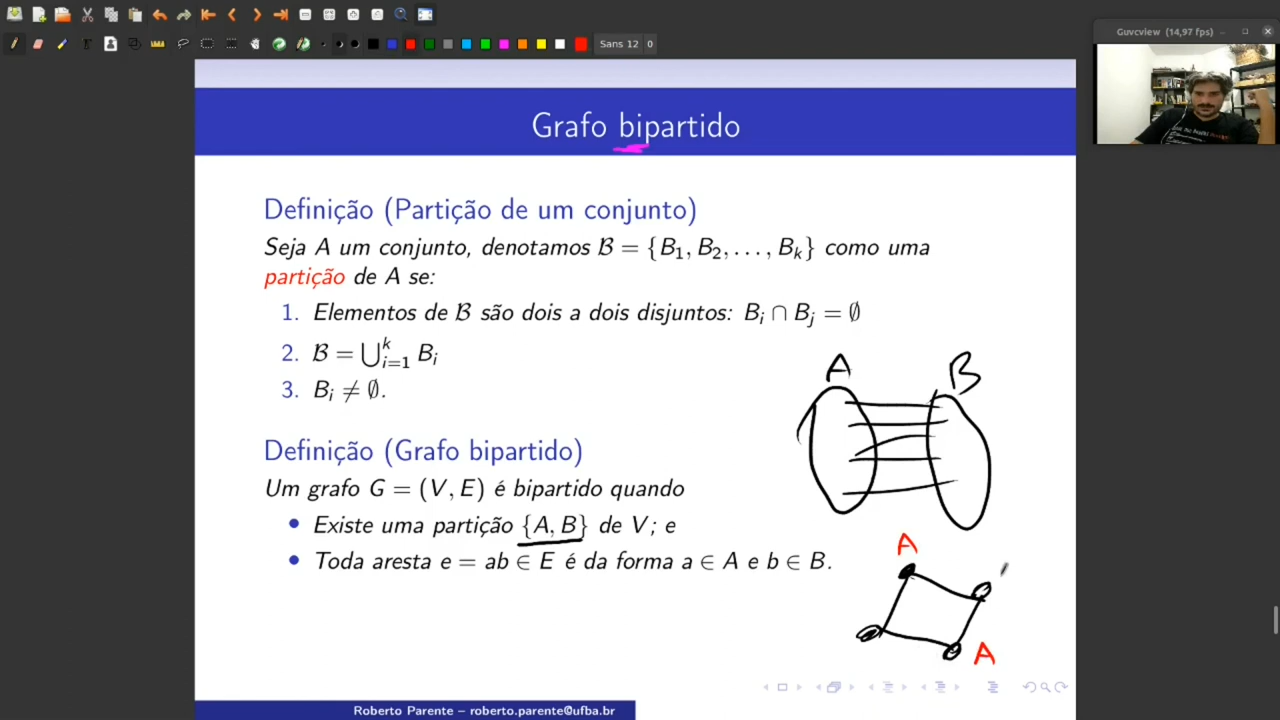 Sans 12 0
Guvcview (14,97 fps)
Grafo bipartido
Definição (Partição de um conjunto)
Seja A um conjunto, denotamos ℬ = {B₁, B₂, . . . , Bₖ} como uma
partição de A se:
1. Elementos de ℬ são dois a dois disjuntos: Bᵢ ∩ Bⱼ = ∅
2. ℬ = ⋃ᵏᵢ₌₁ Bᵢ
3. Bᵢ ≠ ∅.
A B
Definição (Grafo bipartido)
Um grafo G = (V, E) é bipartido quando
• Existe uma partição {A, B} de V; e
• Toda aresta e = ab ∈ E é da forma a ∈ A e b ∈ B.
A
A
Roberto Parente – roberto.parente@ufba.br